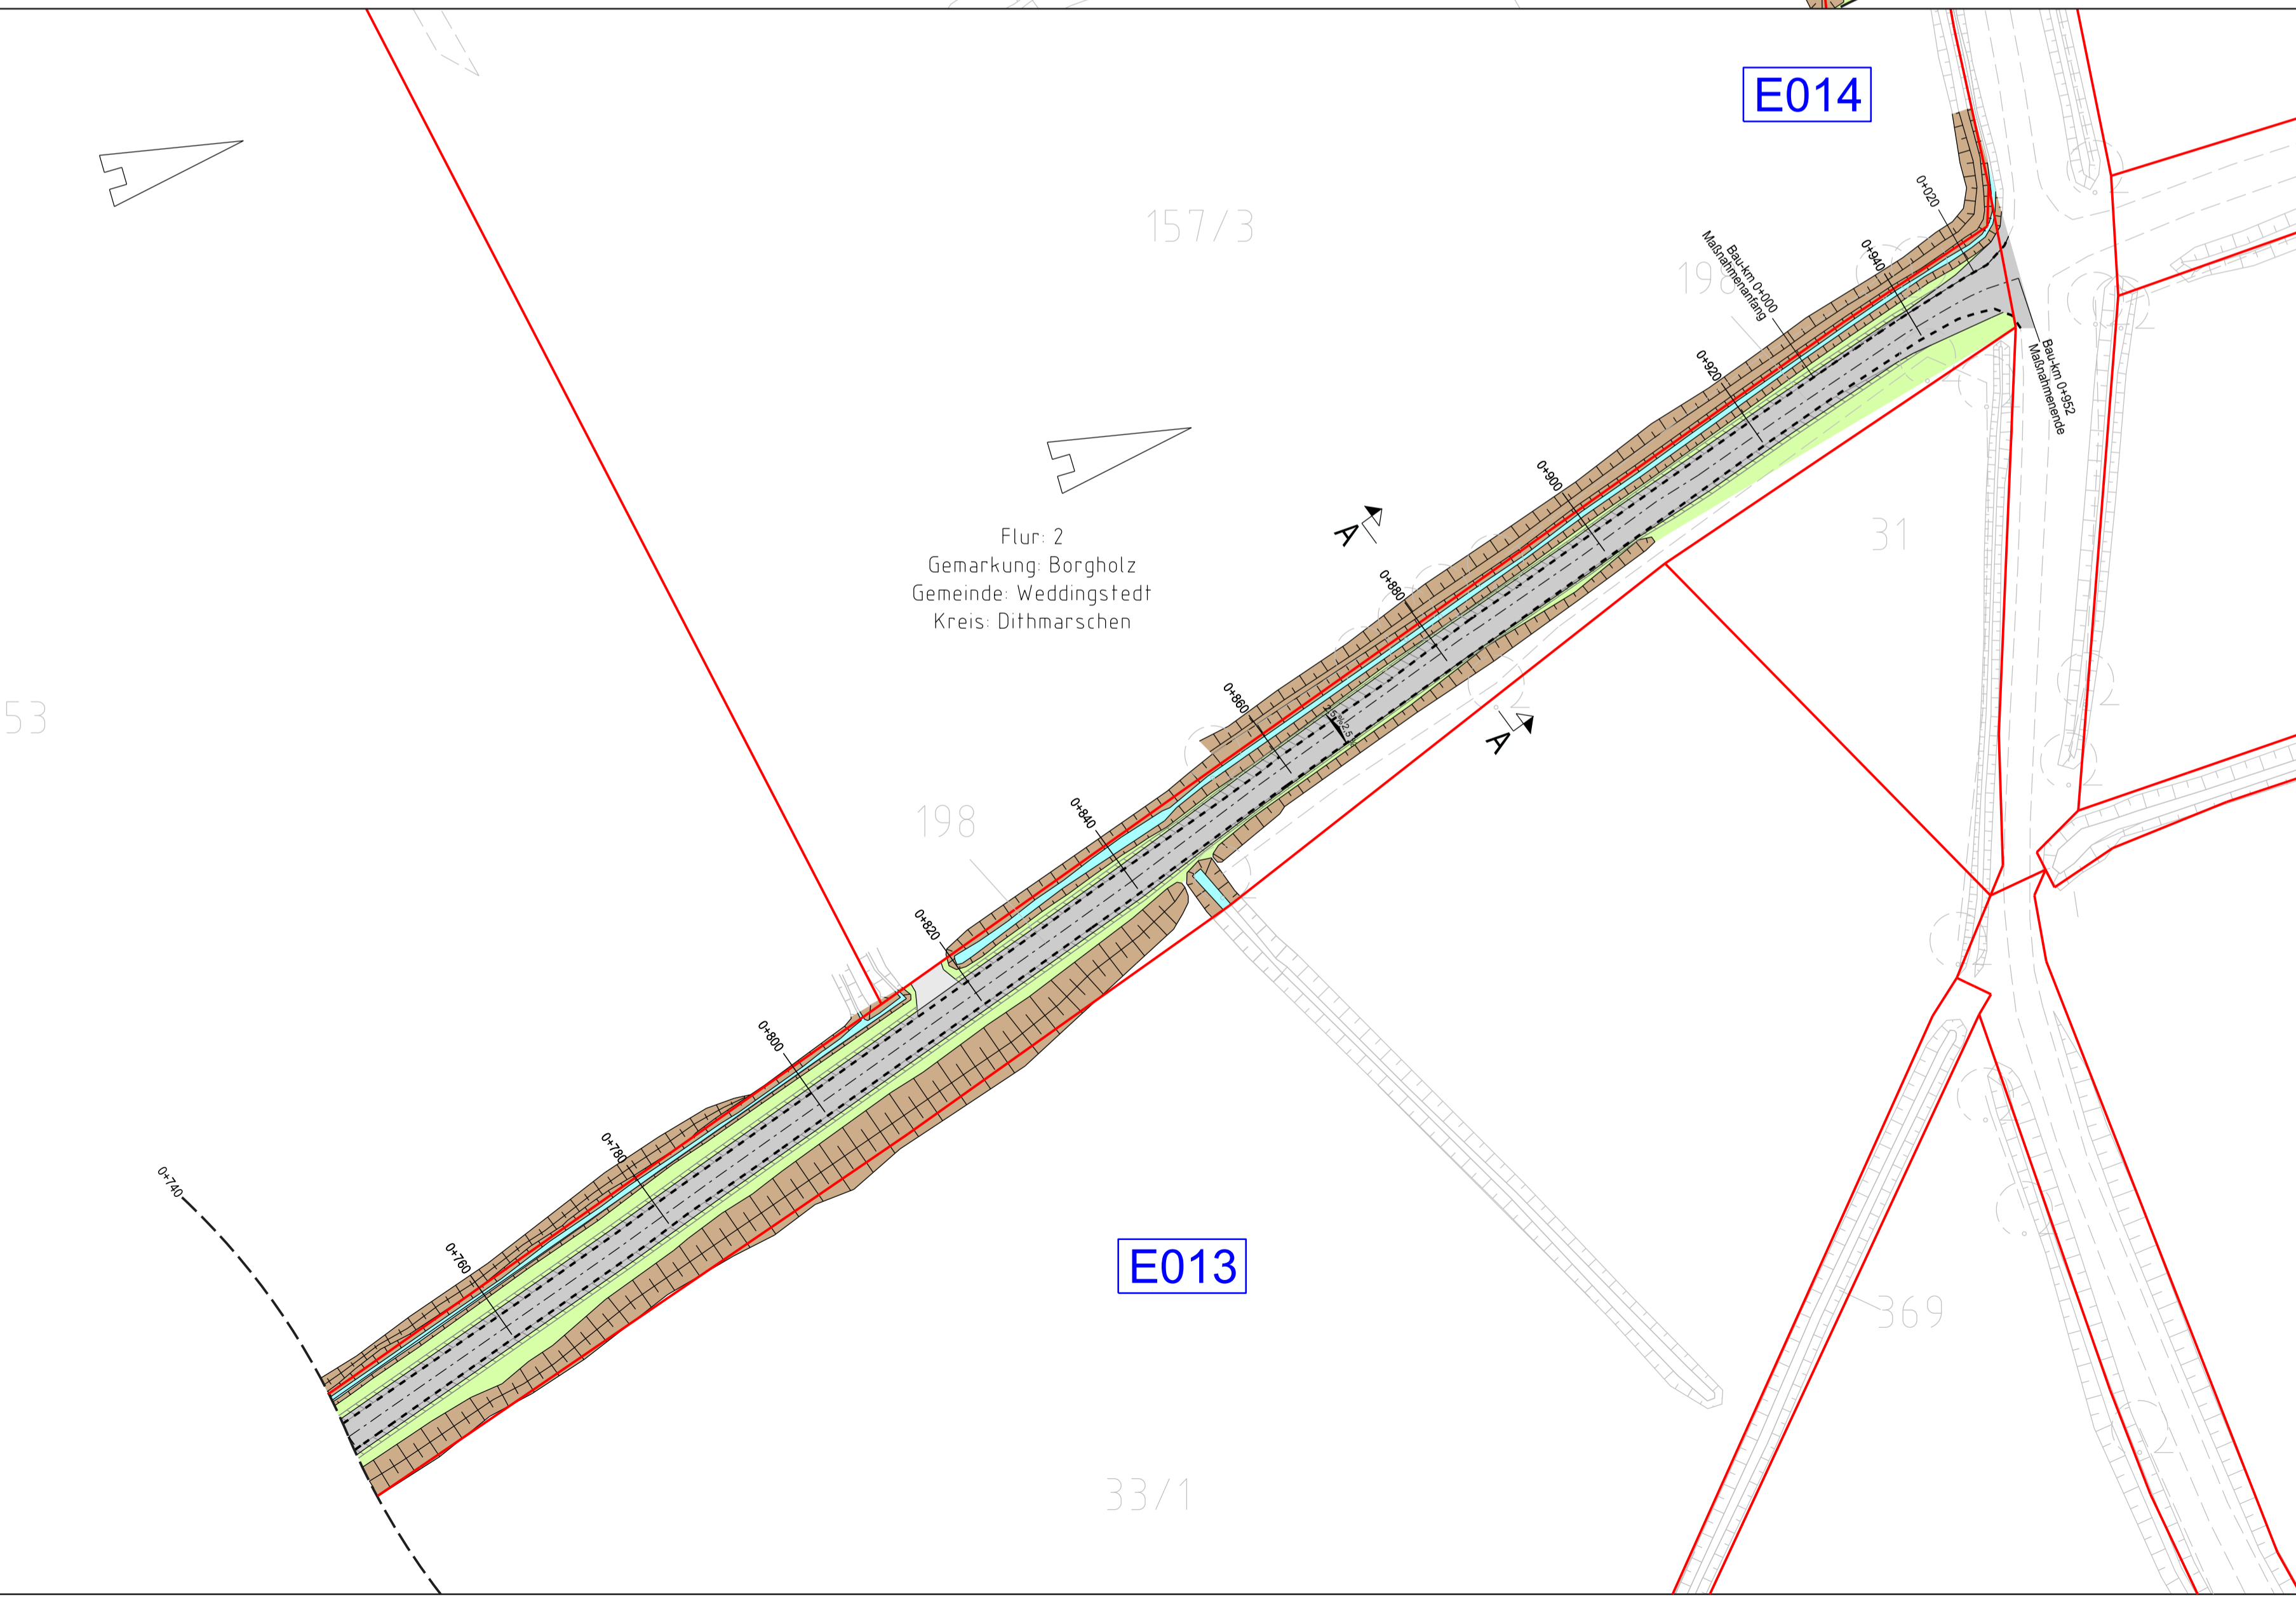 E014
157/3
198
0+020
0+940
Bau-km 0+000
Maßnahmenanfang
0+920
Bau-km 0+952
Maßnahmenende
0+900
A
31
Flur: 2
Gemarkung: Borgholz
Gemeinde: Weddingstedt
Kreis: Dithmarschen
0+880
53
0+860
A
198
0+840
0+820
0+800
0+780
0+740
0+760
E013
369
33/1